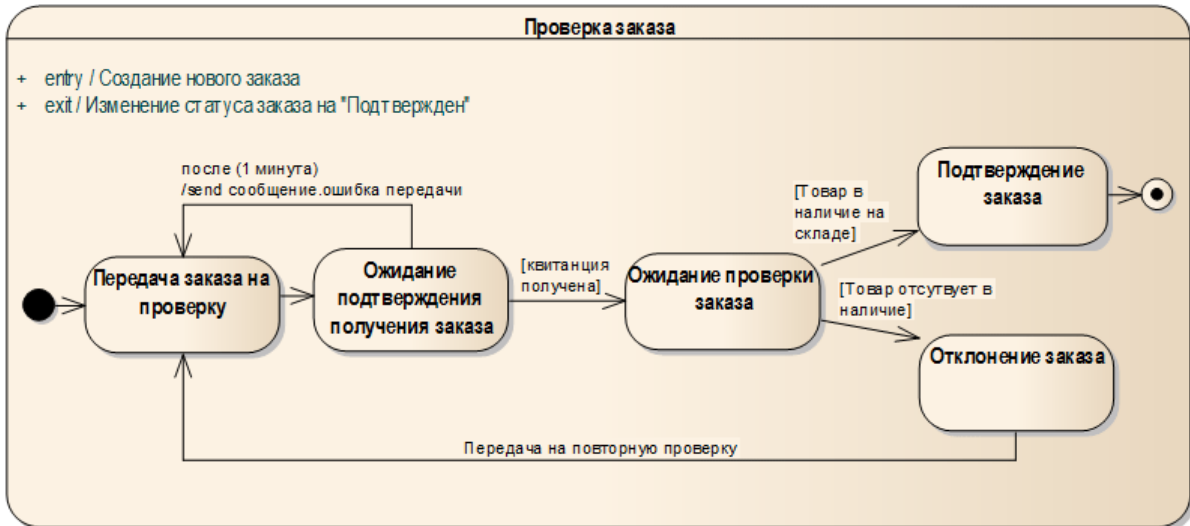 Проверка заказа
+ entry / Создание нового заказа
+ exit / Изменение статуса заказа на "Подтвержден"
после (1 минута)
/send сообщение.ошибка передачи
Передача заказа на
проверку
Ожидание
подтверждения
получения заказа
[квитанция
получена]
Ожидание проверки
заказа
[Товар в
наличие на
складе]
Подтверждение
заказа
[Товар отсутвует в
наличие]
Отклонение заказа
Передача на повторную проверку